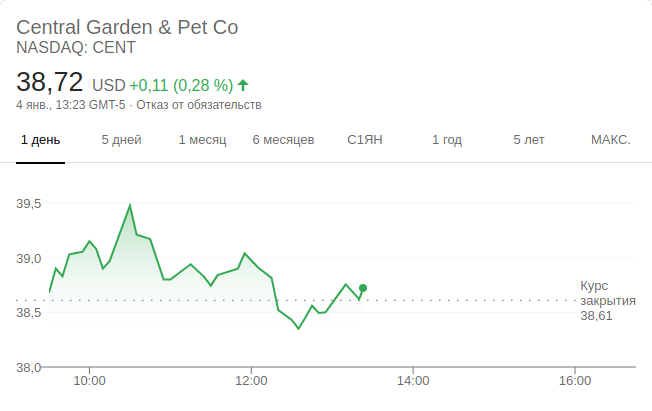 Central Garden & Pet Co
NASDAQ: CENT
38,72 USD +0,11 (0,28 %)
4 янв., 13:23 GMT-5 · Отказ от обязательств
1 день 5 дней 1 месяц 6 месяцев С1ЯН 1 год 5 лет МАКС.
39,5
39,0
38,5
38,0
Курс
закрытия
38,61
10:00 12:00 14:00 16:00